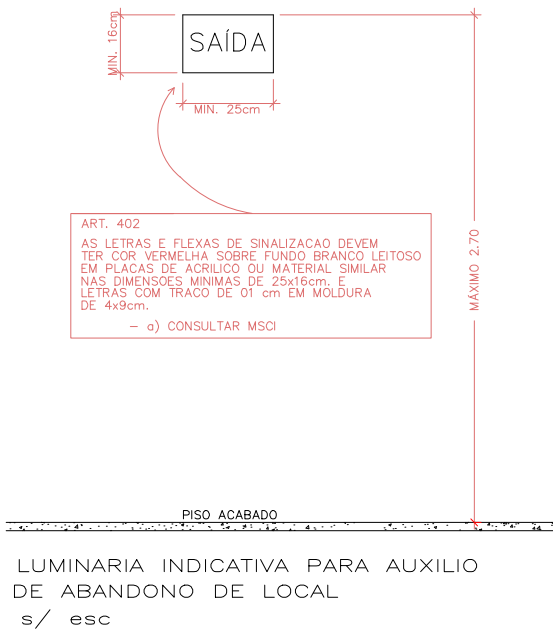 MIN. 16cm
SAÍDA
MIN. 25cm
ART. 402
AS LETRAS E FLEXAS DE SINALIZACAO DEVEM
TER COR VERMELHA SOBRE FUNDO BRANCO LEITOSO
EM PLACAS DE ACRILICO OU MATERIAL SIMILAR
NAS DIMENSOES MINIMAS DE 25x16cm. E
LETRAS COM TRACO DE 01 cm EM MOLDURA
DE 4x9cm.
– a) CONSULTAR MSCI
MÁXIMO 2.70
PISO ACABADO
LUMINARIA INDICATIVA PARA AUXILIO
DE ABANDONO DE LOCAL
s/ esc